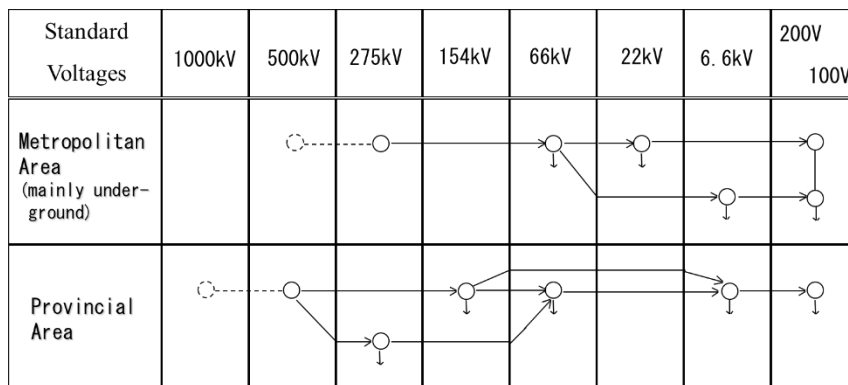 Standard
Voltages
1000kV
500kV
275kV
154kV
66kV
22kV
6.6kV
200V
100V
Metropolitan
Area
(mainly under-
ground)
Provincial
Area